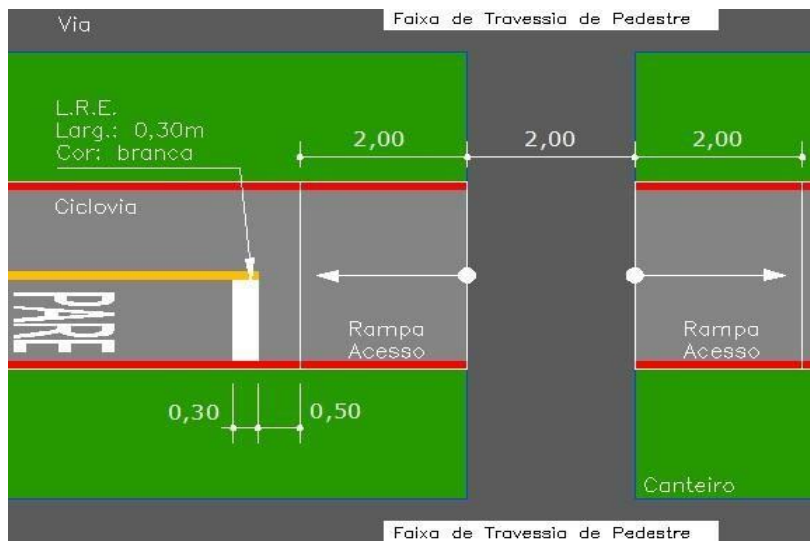 Via
Faixa de Travessia de Pedestre
L.R.E.
Larg.: 0,30m
Cor: branca
2,00
2,00
2,00
Ciclovia
PARE
Rampa
Acesso
Rampa
Acesso
0,30
0,50
Canteiro
Faixa de Travessia de Pedestre